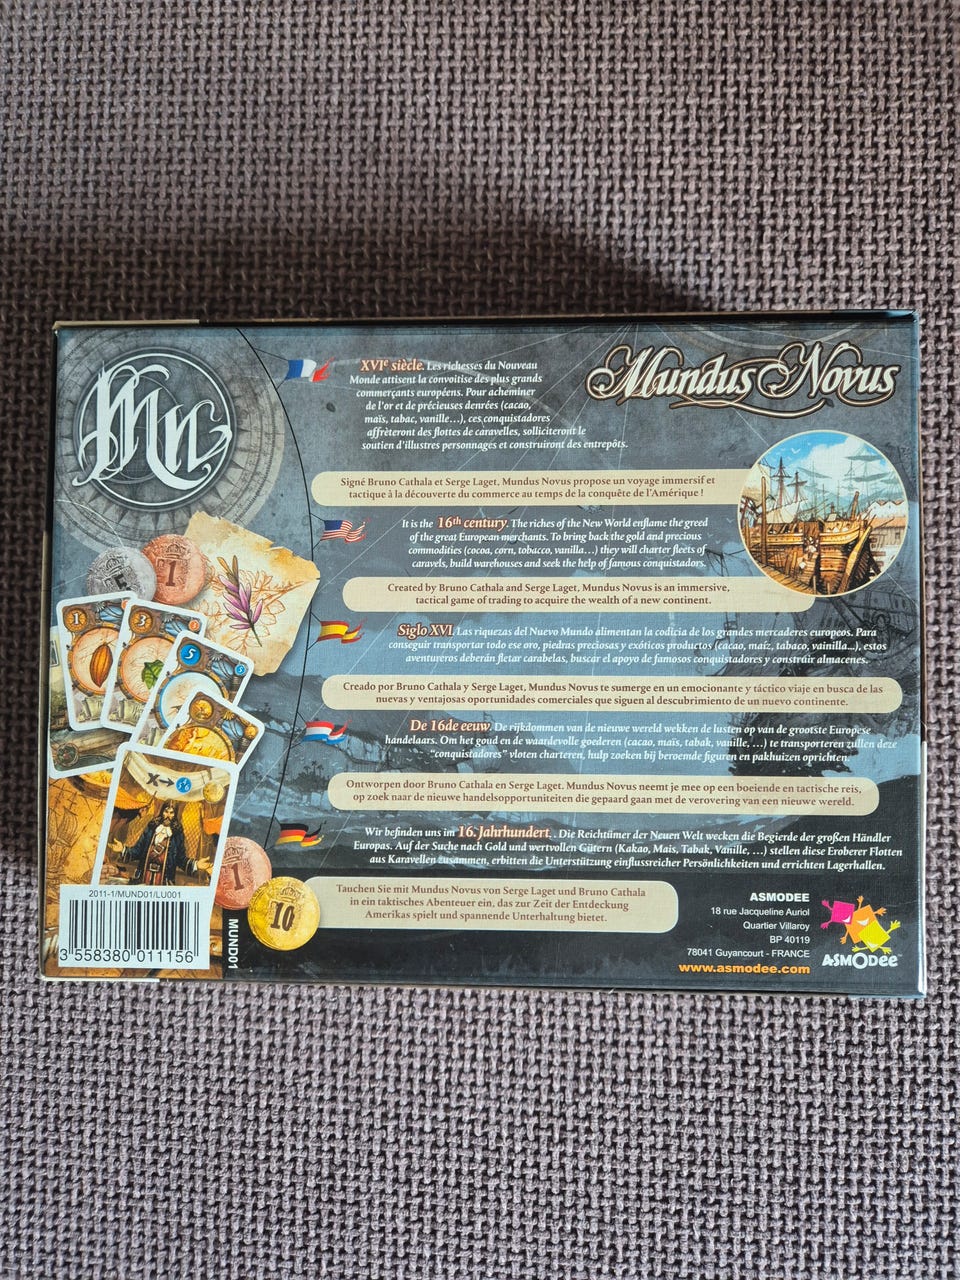 Mn
Mundus Novus
XVIe siècle. Les richesses du Nouveau
Monde attisent la convoitise des plus grands
commerçants européens. Pour acheminer
de l'or et de précieuses denrées (cacao,
maïs, tabac, vanille...), ces conquistadors
affrèteront des flottes de caravelles, solliciteront le
soutien d'illustres personnages et construiront des entrepôts.
Signé Bruno Cathala et Serge Laget, Mundus Novus propose un voyage immersif et
tactique à la découverte du commerce au temps de la conquête de l'Amérique !
It is the 16th century. The riches of the New World enflame the greed
of the great European merchants. To bring back the gold and precious
commodities (cocoa, corn, tobacco, vanilla...) they will charter fleets of
caravels, build warehouses and seek the help of famous conquistadors.
Created by Bruno Cathala and Serge Laget, Mundus Novus is an immersive,
tactical game of trading to acquire the wealth of a new continent.
Siglo XVI. Las riquezas del Nuevo Mundo alimentan la codicia de los grandes mercaderes europeos. Para
conseguir transportar todo ese oro, piedras preciosas y exóticos productos (cacao, maíz, tabaco, vainilla...), estos
aventureros deberán fletar carabelas, buscar el apoyo de famosos conquistadores y construir almacenes.
Creado por Bruno Cathala y Serge Laget, Mundus Novus te sumerge en un emocionante y táctico viaje en busca de las
nuevas y ventajosas oportunidades comerciales que siguen al descubrimiento de un nuevo continente.
De 16de eeuw. De rijkdommen van de nieuwe wereld wekken de lusten op van de grootste Europese
handelaars. Om het goud en de waardevolle goederen (cacao, maïs, tabak, vanille, ...) te transporteren zullen deze
"conquistadores" vloten charteren, hulp zoeken bij beroemde figuren en pakhuizen oprichten.
Ontworpen door Bruno Cathala en Serge Laget, Mundus Novus neemt je mee op een boeiende en tactische reis,
op zoek naar de nieuwe handelsopportuniteiten die gepaard gaan met de verovering van een nieuwe wereld.
Wir befinden uns im 16. Jahrhundert. . Die Reichtümer der Neuen Welt wecken die Begierde der großen Händler
Europas. Auf der Suche nach Gold und wertvollen Gütern (Kakao, Mais, Tabak, Vanille, ...) stellen diese Eroberer Flotten
aus Karavellen zusammen, erbitten die Unterstützung einflussreicher Persönlichkeiten und errichten Lagerhallen.
Tauchen Sie mit Mundus Novus von Serge Laget und Bruno Cathala
in ein taktisches Abenteuer ein, das zur Zeit der Entdeckung
Amerikas spielt und spannende Unterhaltung bietet.
5
1
1
3
3
5
5
X
1
10
2011-1/MUND01/LU001
3 558380 011156
MUND01
ASMODEE
18 rue Jacqueline Auriol
Quartier Villaroy
BP 40119
78041 Guyancourt - FRANCE
www.asmodee.com
ASMODee